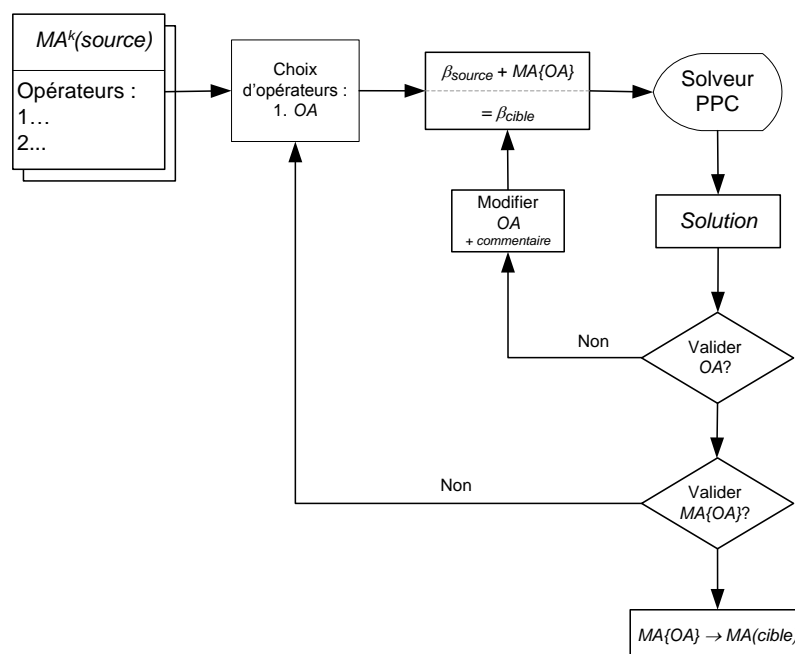 MAᵏ(source)
Opérateurs :
1…
2...
Choix
d'opérateurs :
1. OA
βsource + MA{OA}
= βcible
Solveur
PPC
Modifier
OA
+ commentaire
Solution
Non
Valider
OA?
Non
Valider
MA{OA}?
MA{OA} → MA(cible)